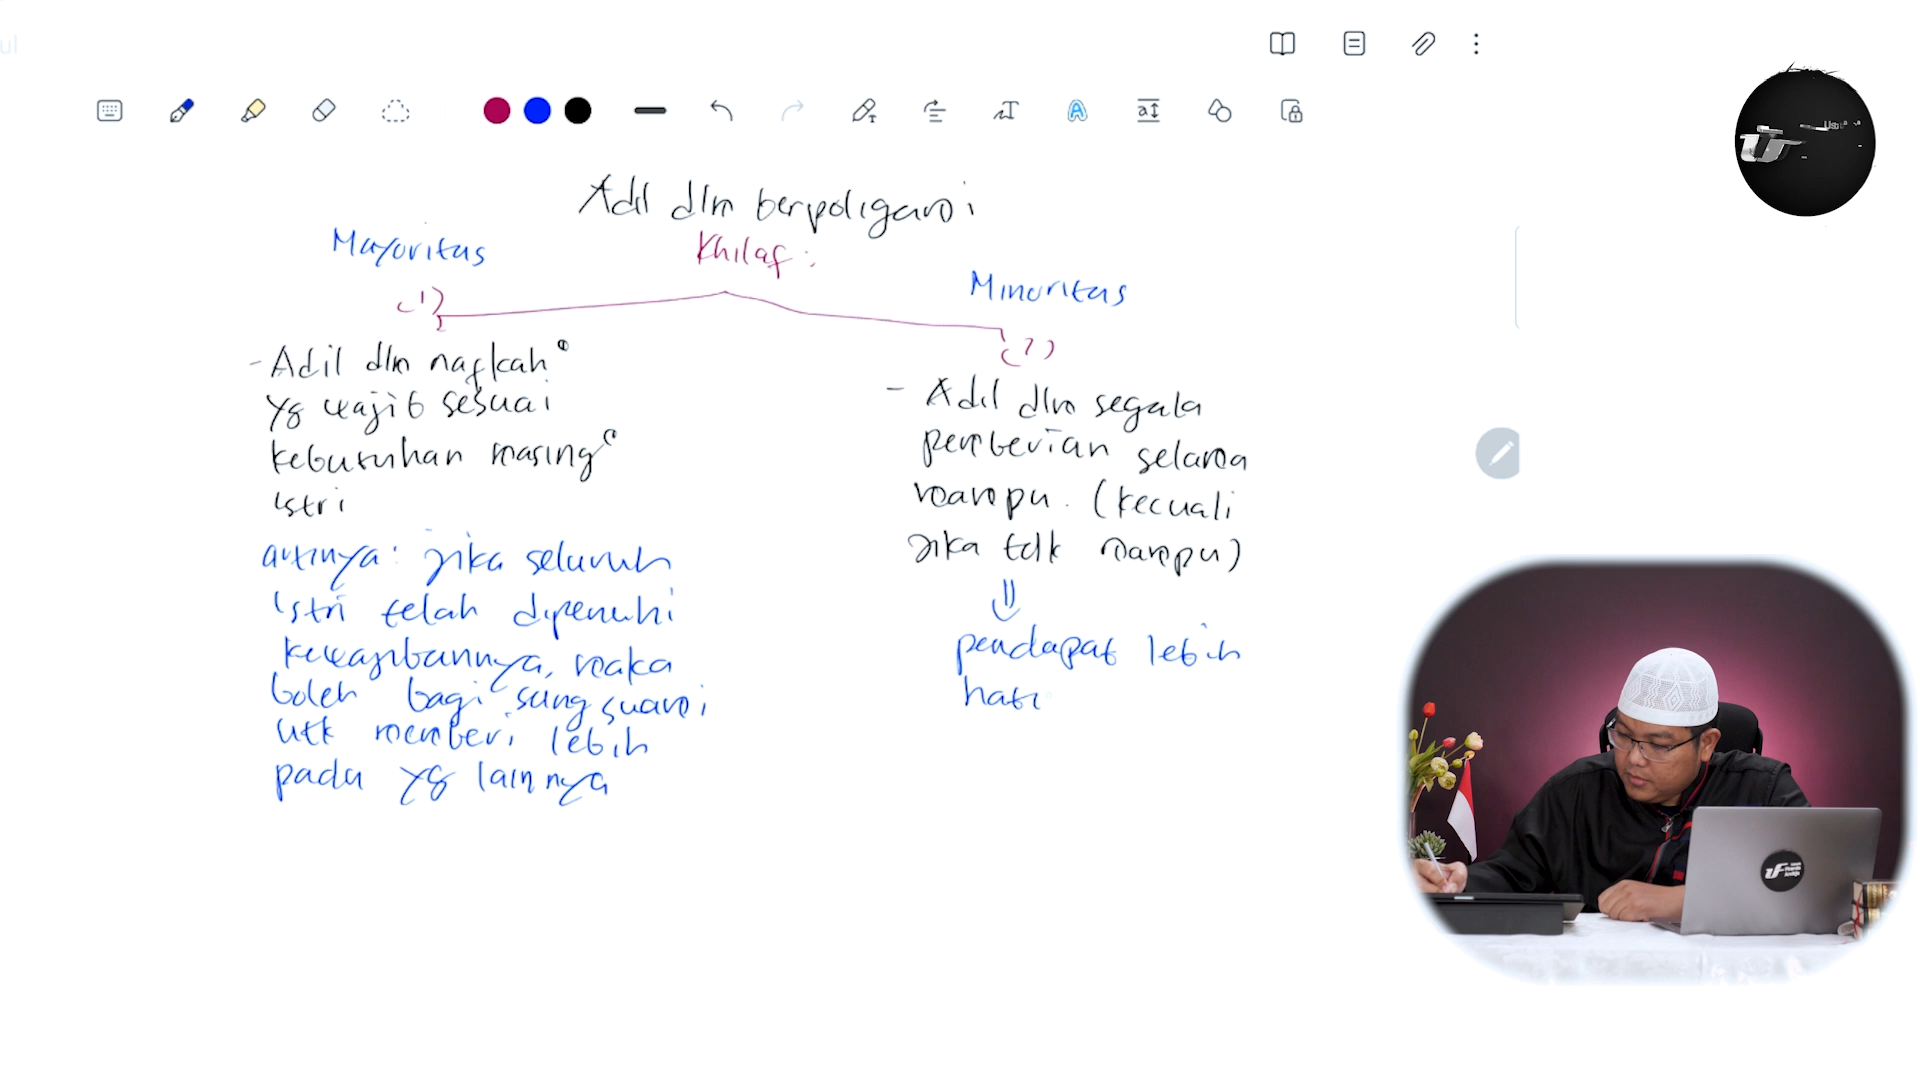 Adil dlm berpoligami
Khilaf:
Mayoritas
(1)
- Adil dlm nafkah²
yg wajib sesuai
kebutuhan masing²
istri
artinya: jika seluruh
istri telah dipenuhi
kewajibannya, maka
boleh bagi sang suami
utk memberi lebih
pada yg lainnya
Minoritas
(2)
- Adil dlm segala
pemberian selama
mampu. (kecuali
jika tdk mampu)
pendapat lebih
hati